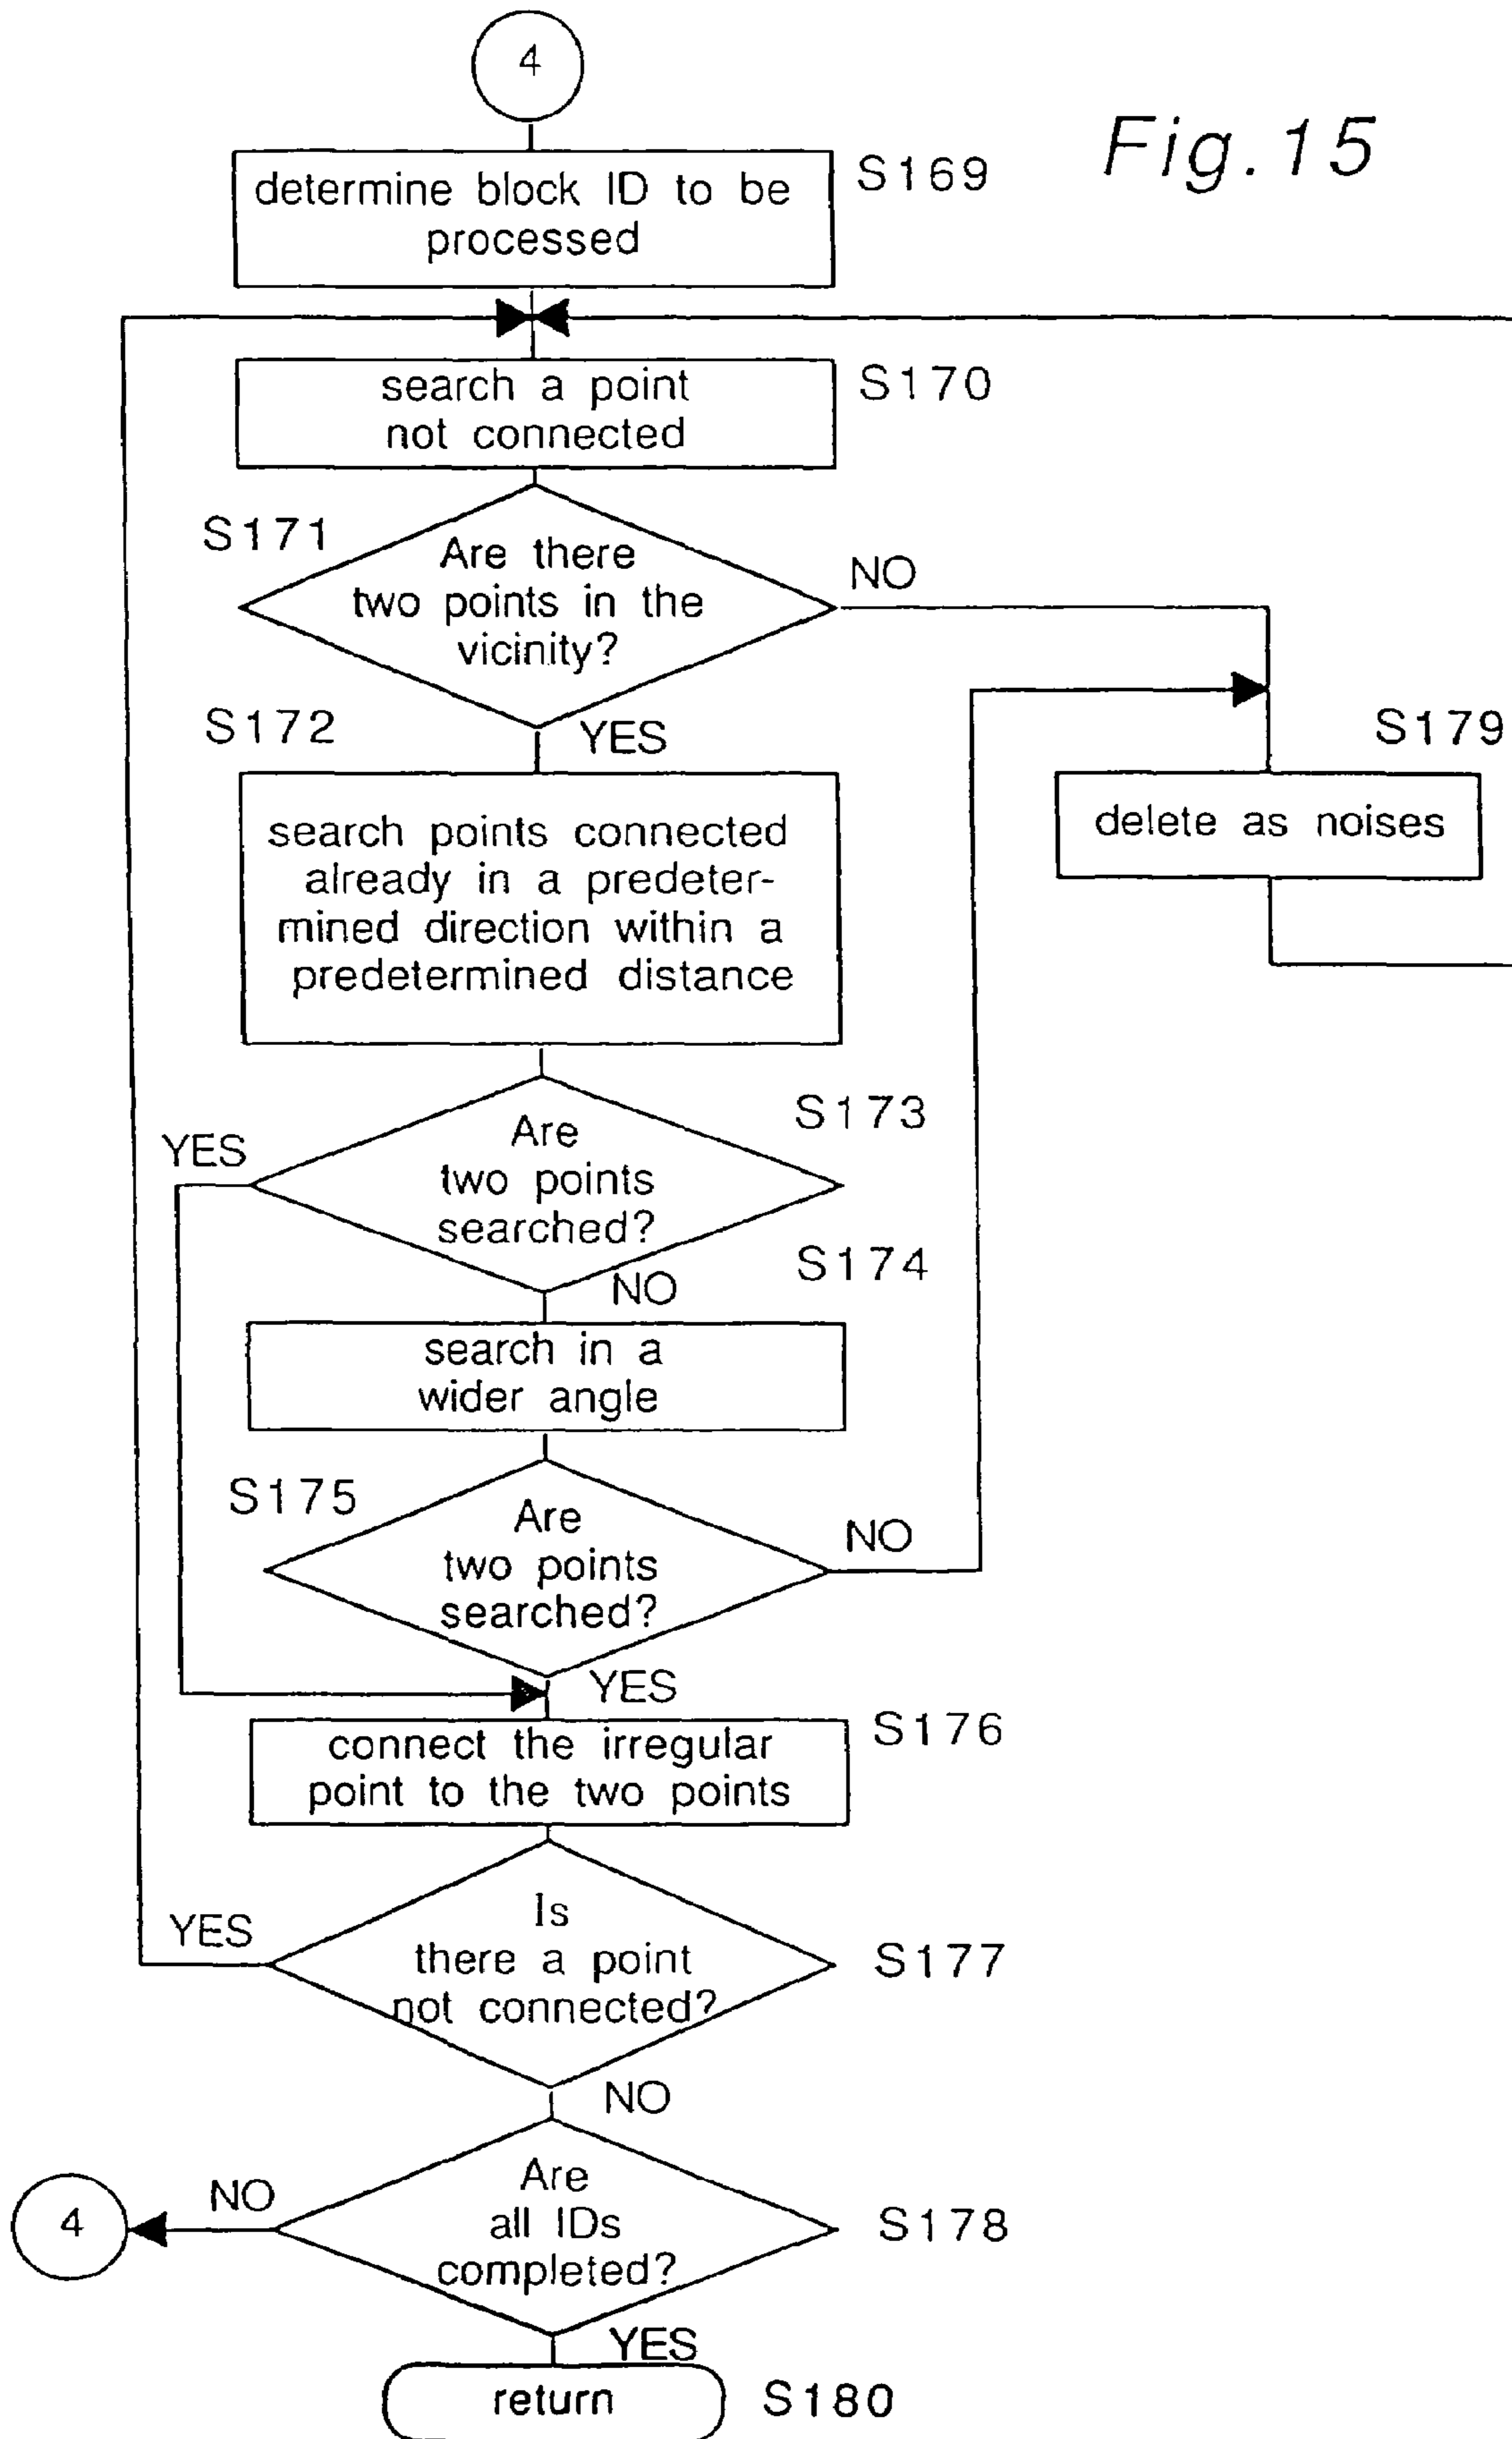 4
Fig. 15
determine block ID to be
processed
S169
search a point
not connected
S170
S171
Are there
two points in the
vicinity?
NO
S172
YES
S179
delete as noises
search points connected
already in a predeter-
mined direction within a
predetermined distance
S173
YES
Are
two points
searched?
S174
NO
search in a
wider angle
S175
Are
two points
searched?
NO
YES
S176
connect the irregular
point to the two points
YES
Is
there a point
not connected?
S177
NO
4
NO
Are
all IDs
completed?
S178
YES
return
S180